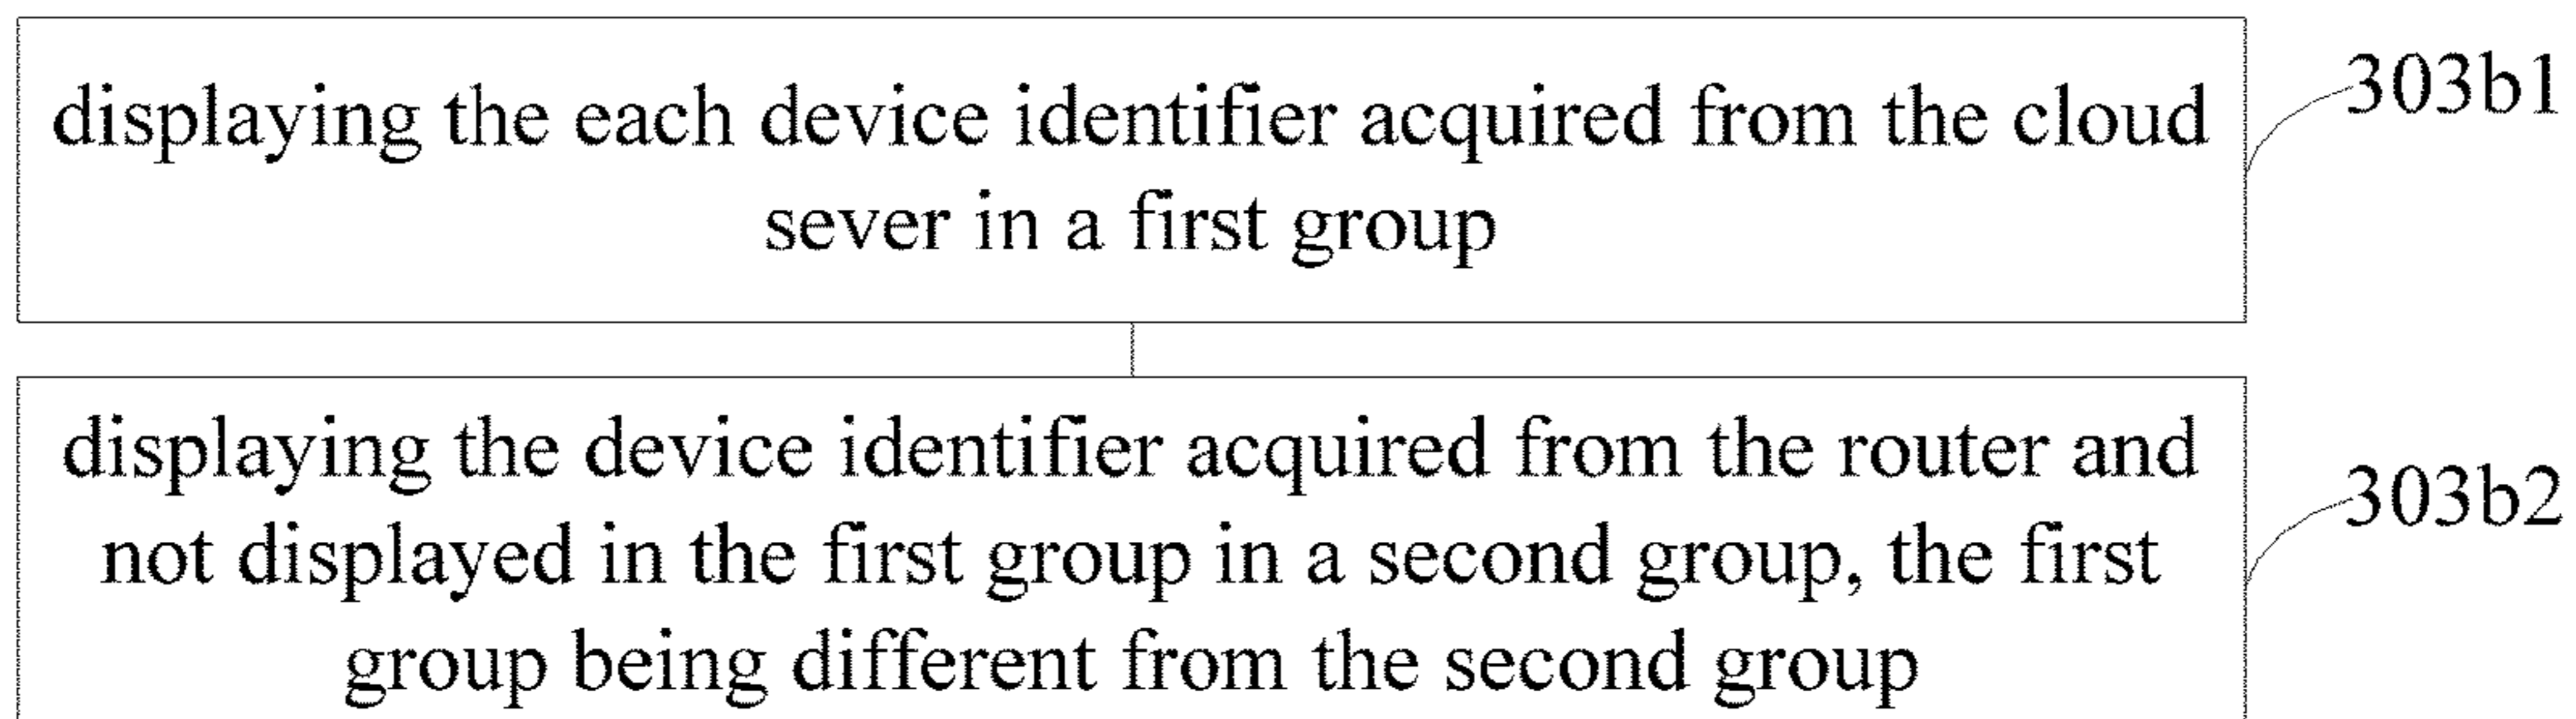 displaying the each device identifier acquired from the cloud
sever in a first group
303b1
displaying the device identifier acquired from the router and
not displayed in the first group in a second group, the first
group being different from the second group
303b2